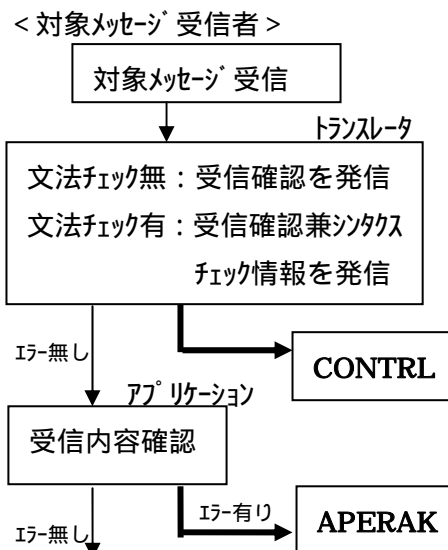 <対象ﾒｯｾｰｼﾞ受信者>
対象ﾒｯｾｰｼﾞ受信
ﾄﾗﾝｽﾚｰﾀ
文法ﾁｪｯｸ無：受信確認を発信
文法ﾁｪｯｸ有：受信確認兼ｼﾝﾀｸｽ
ﾁｪｯｸ情報を発信
ｴﾗｰ無し
CONTRL
ｱﾌﾟﾘｹｰｼｮﾝ
受信内容確認
ｴﾗｰ有り
APERAK
ｴﾗｰ無し